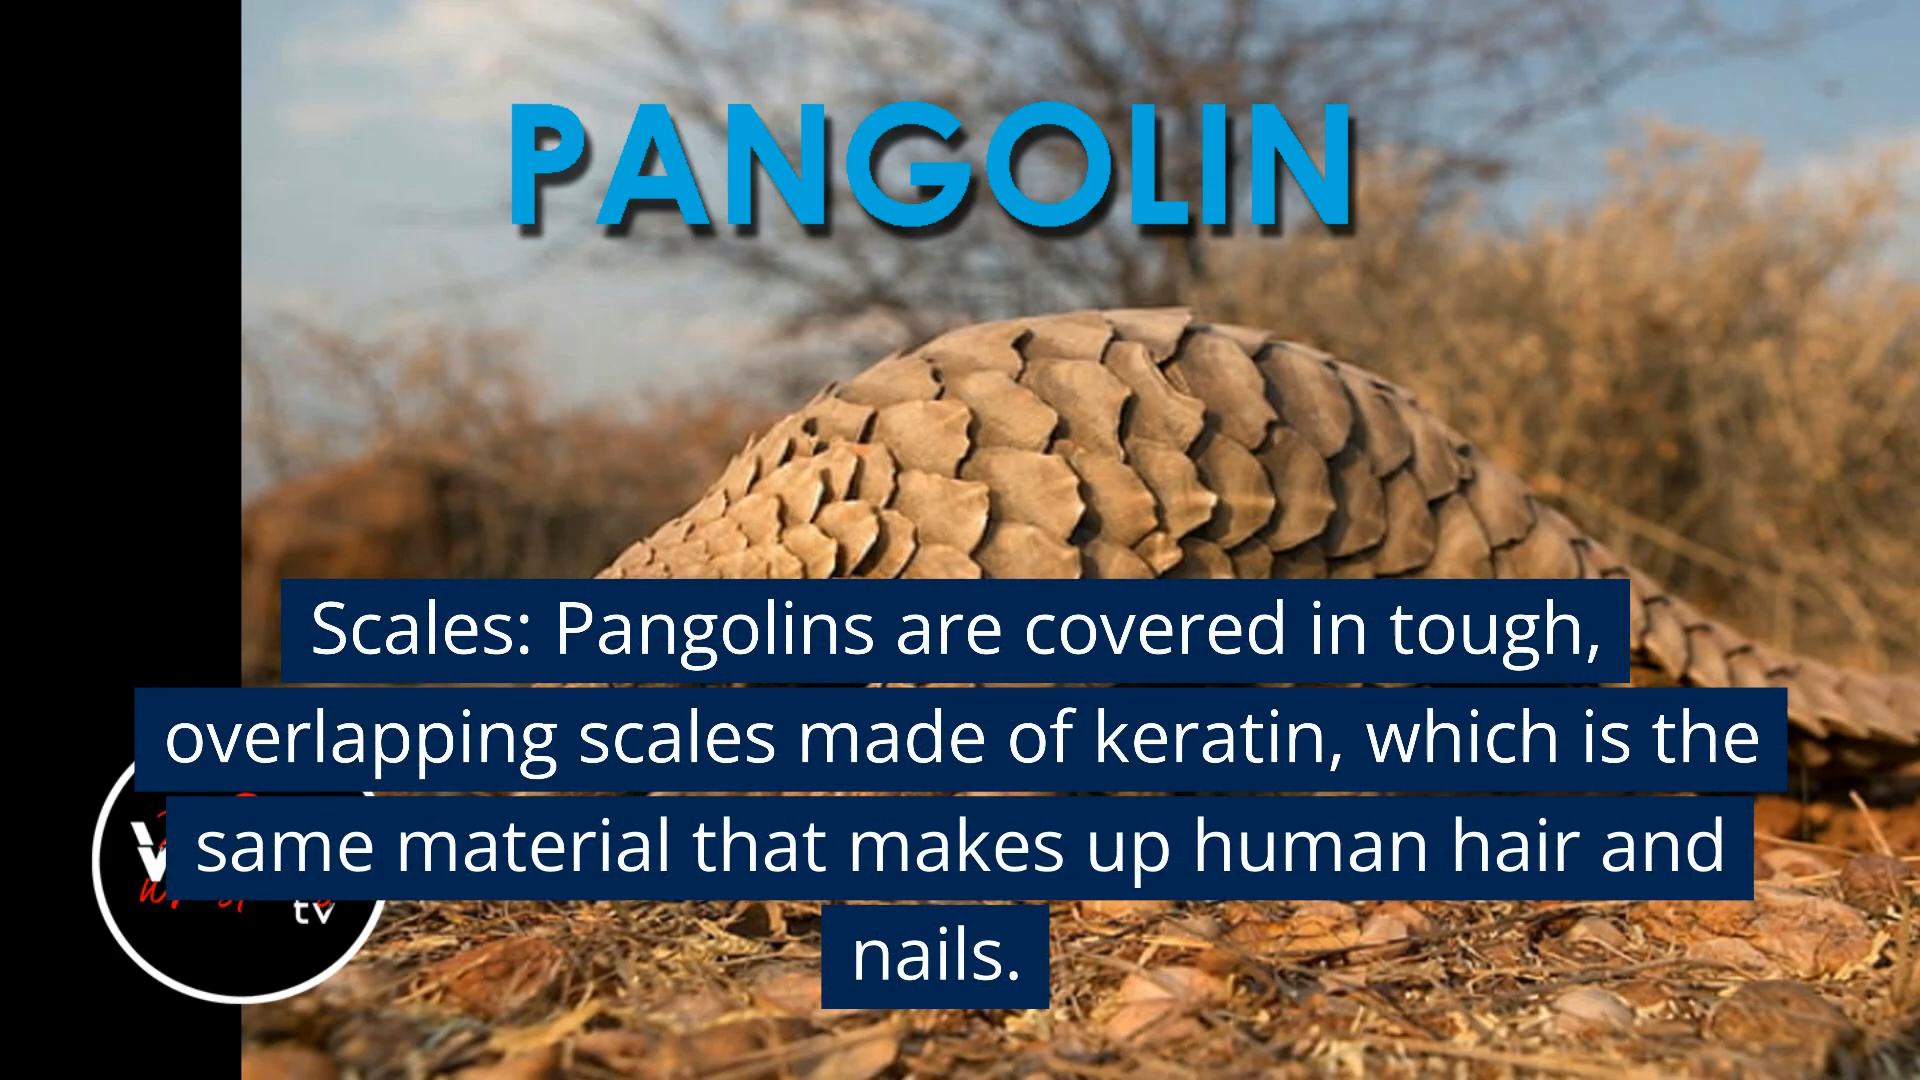 PANGOLIN
Scales: Pangolins are covered in tough,
overlapping scales made of keratin, which is the
same material that makes up human hair and
nails.
tv